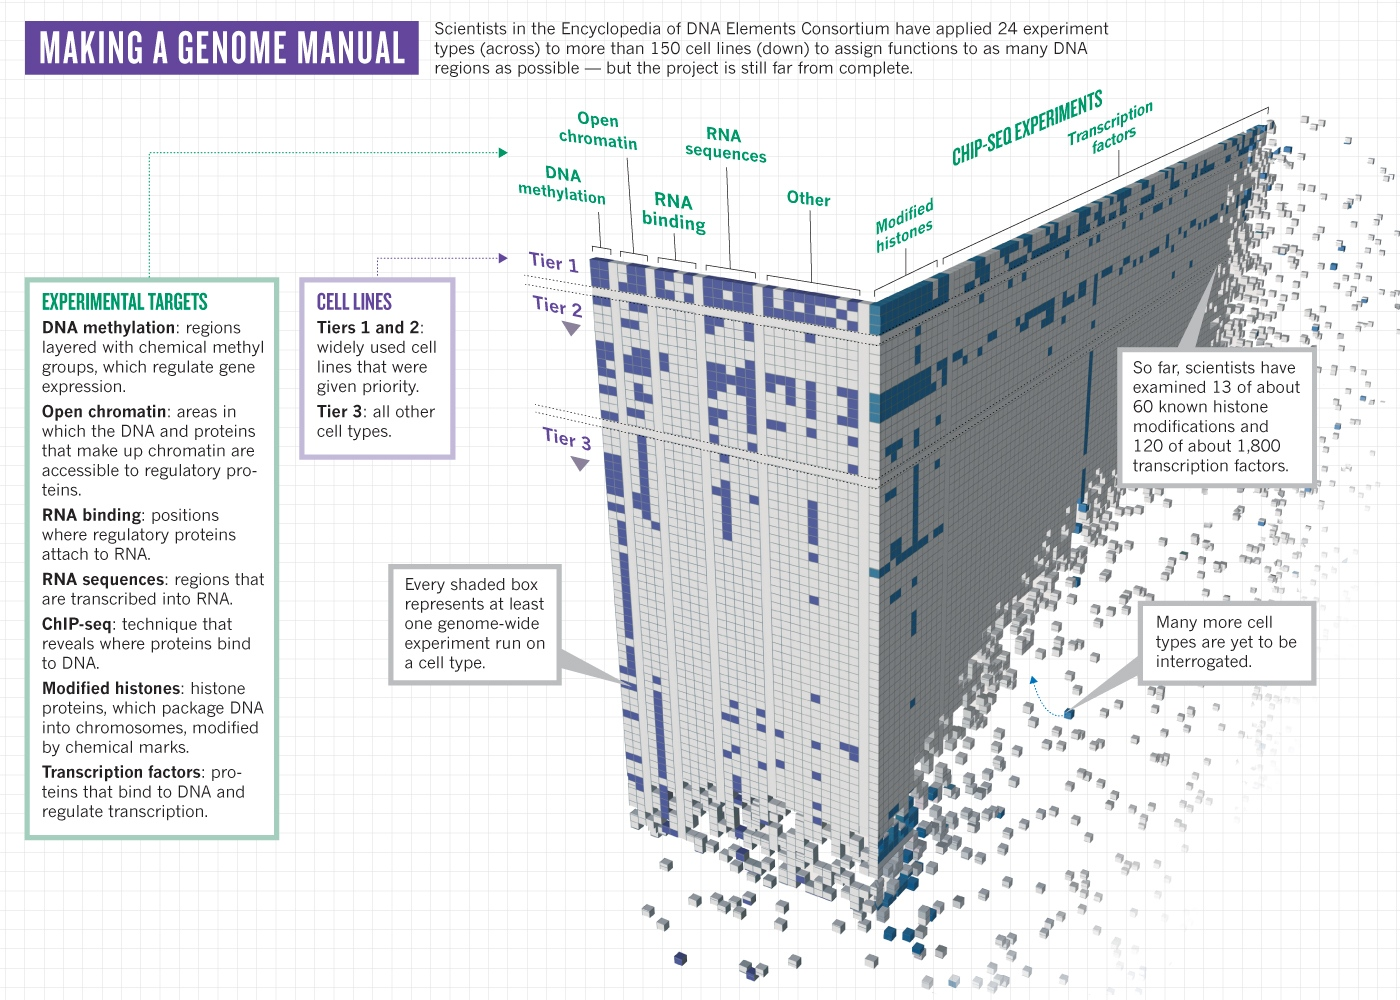 MAKING A GENOME MANUAL
Scientists in the Encyclopedia of DNA Elements Consortium have applied 24 experiment
types (across) to more than 150 cell lines (down) to assign functions to as many DNA
regions as possible — but the project is still far from complete.
Open
chromatin
DNA
methylation
RNA
sequences
RNA
binding
Other
CHIP-SEQ EXPERIMENTS
Transcription
factors
Modified
histones
Tier 1
Tier 2
Tier 3
EXPERIMENTAL TARGETS
DNA methylation: regions
layered with chemical methyl
groups, which regulate gene
expression.
Open chromatin: areas in
which the DNA and proteins
that make up chromatin are
accessible to regulatory pro-
teins.
RNA binding: positions
where regulatory proteins
attach to RNA.
RNA sequences: regions that
are transcribed into RNA.
ChIP-seq: technique that
reveals where proteins bind
to DNA.
Modified histones: histone
proteins, which package DNA
into chromosomes, modified
by chemical marks.
Transcription factors: pro-
teins that bind to DNA and
regulate transcription.
CELL LINES
Tiers 1 and 2:
widely used cell
lines that were
given priority.
Tier 3: all other
cell types.
Every shaded box
represents at least
one genome-wide
experiment run on
a cell type.
So far, scientists have
examined 13 of about
60 known histone
modifications and
120 of about 1,800
transcription factors.
Many more cell
types are yet to be
interrogated.